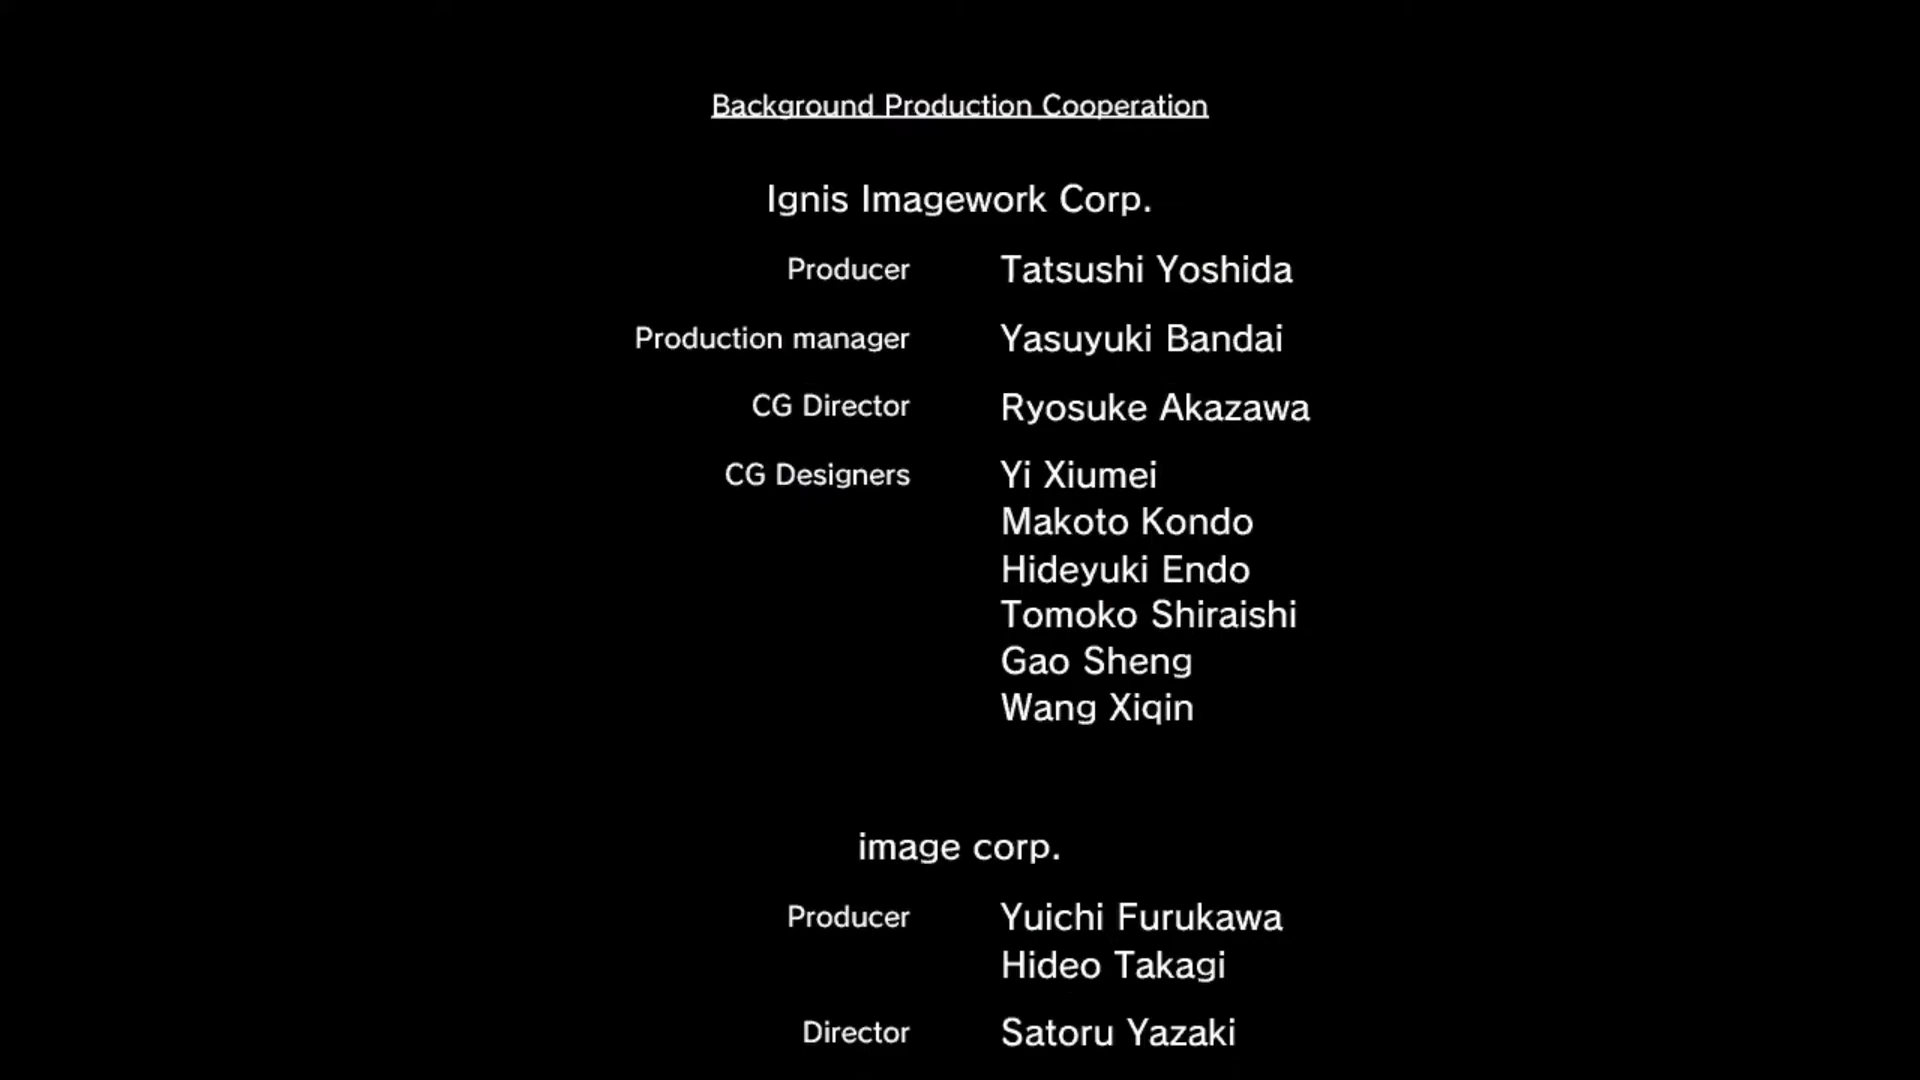 Background Production Cooperation
Ignis Imagework Corp.
Producer Tatsushi Yoshida
Production manager Yasuyuki Bandai
CG Director Ryosuke Akazawa
CG Designers Yi Xiumei
Makoto Kondo
Hideyuki Endo
Tomoko Shiraishi
Gao Sheng
Wang Xiqin
image corp.
Producer Yuichi Furukawa
Hideo Takagi
Director Satoru Yazaki